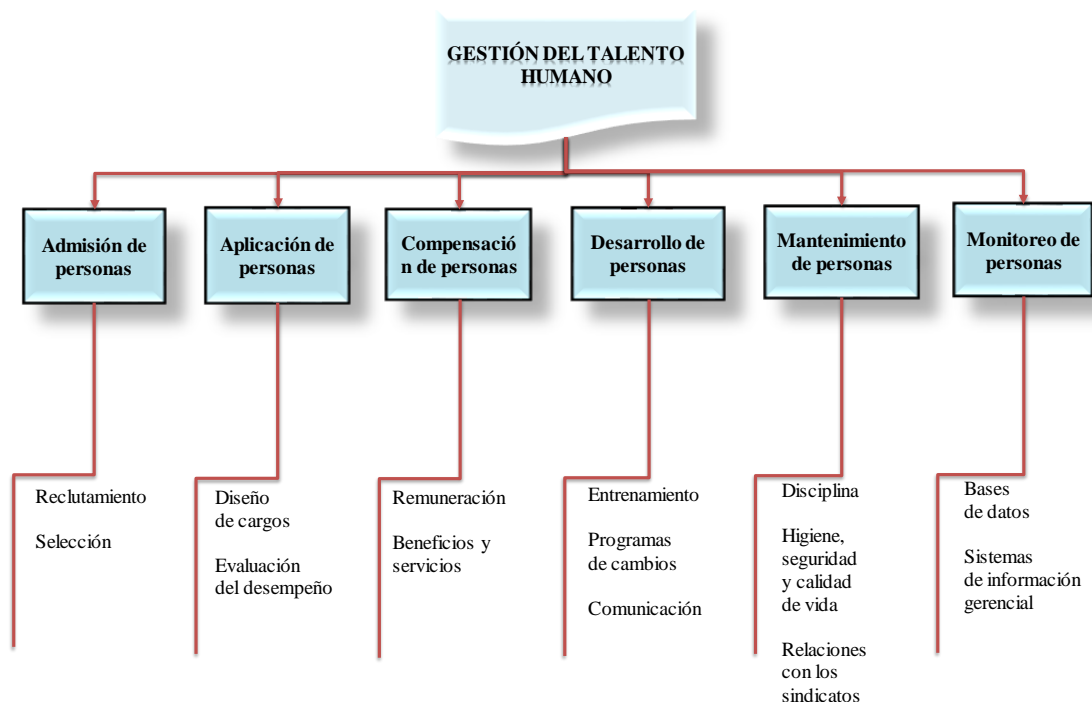 GESTIÓN DEL TALENTO
HUMANO
Admisión de
personas
Aplicación de
personas
Compensació
n de personas
Desarrollo de
personas
Mantenimiento
de personas
Monitoreo de
personas
Reclutamiento
Selección
Diseño
de cargos
Evaluación
del desempeño
Remuneración
Beneficios y
servicios
Entrenamiento
Programas
de cambios
Comunicación
Disciplina
Higiene,
seguridad
y calidad
de vida
Relaciones
con los
sindicatos
Bases
de datos
Sistemas
de información
gerencial